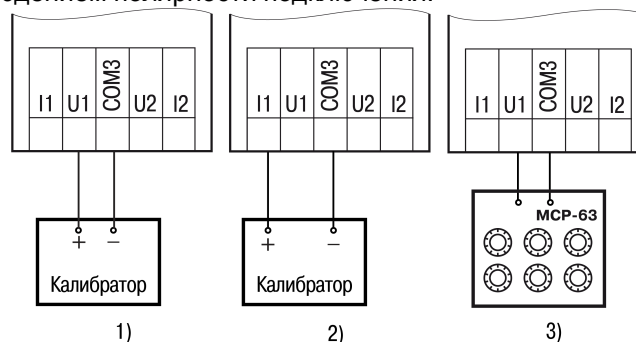 полярности подключения.
I1 U1 COM3 U2 I2
I1 U1 COM3 U2 I2
I1 U1 COM3 U2 I2
+ −
Калибратор
+ −
Калибратор
МСР-63
1)
2)
3)